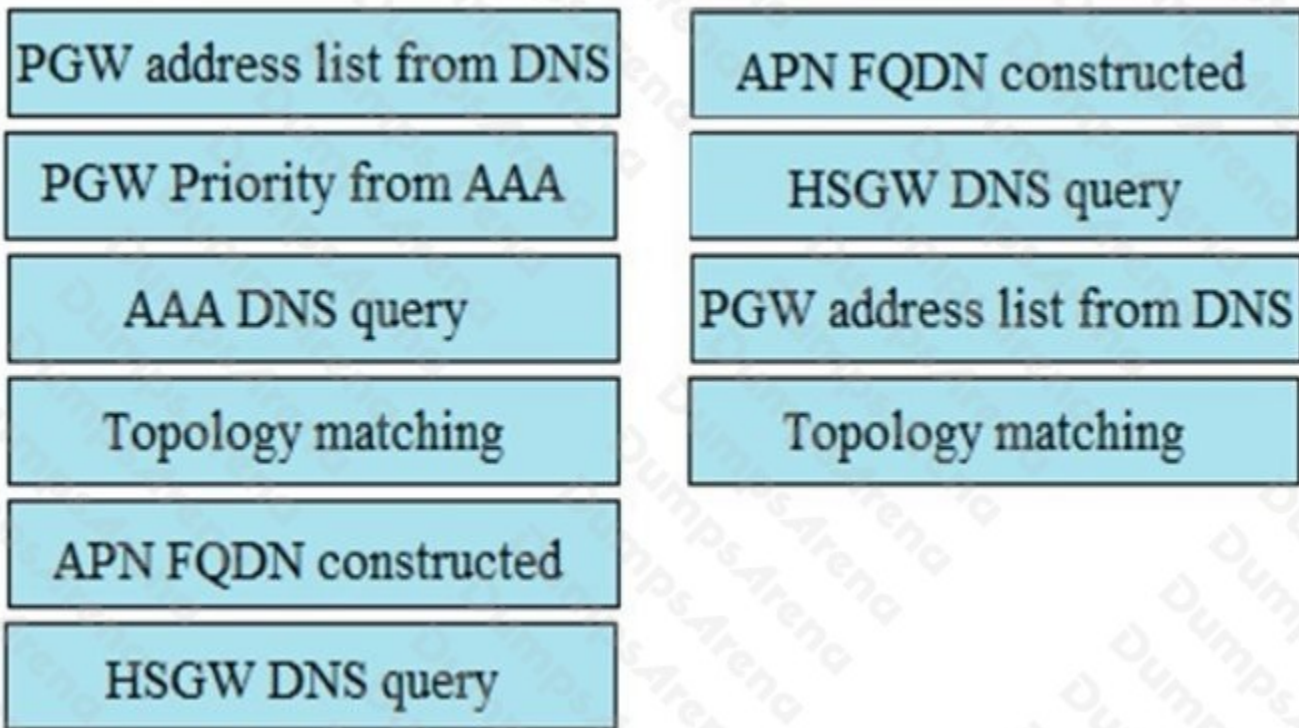 PGW address list from DNS
PGW Priority from AAA
AAA DNS query
Topology matching
APN FQDN constructed
HSGW DNS query
APN FQDN constructed
HSGW DNS query
PGW address list from DNS
Topology matching
DumpsArena